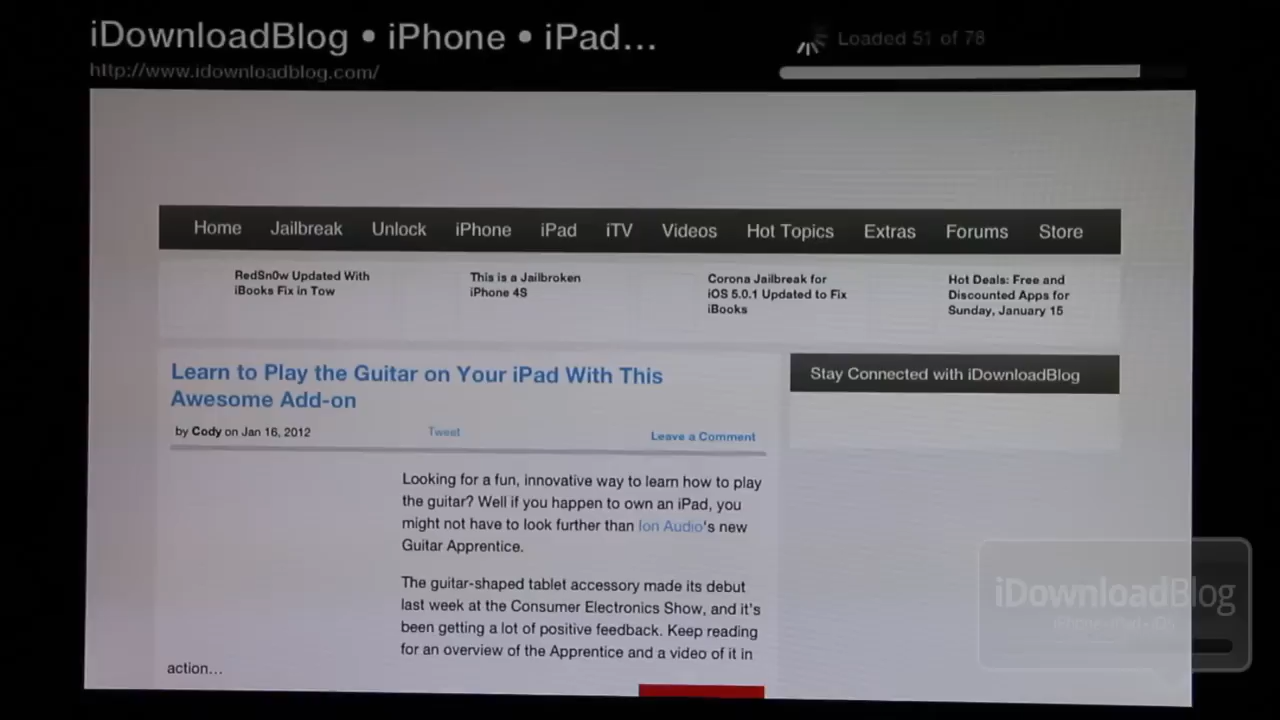 iDownloadBlog • iPhone • iPad...
Loaded 51 of 78
http://www.idownloadblog.com/
Home Jailbreak Unlock iPhone iPad iTV Videos Hot Topics Extras Forums Store
RedSn0w Updated With
iBooks Fix in Tow
This is a Jailbroken
iPhone 4S
Corona Jailbreak for
iOS 5.0.1 Updated to Fix
iBooks
Hot Deals: Free and
Discounted Apps for
Sunday, January 15
Learn to Play the Guitar on Your iPad With This
Awesome Add-on
by Cody on Jan 16, 2012 Tweet Leave a Comment
Stay Connected with iDownloadBlog
Looking for a fun, innovative way to learn how to play
the guitar? Well if you happen to own an iPad, you
might not have to look further than Ion Audio's new
Guitar Apprentice.
The guitar-shaped tablet accessory made its debut
last week at the Consumer Electronics Show, and it's
been getting a lot of positive feedback. Keep reading
for an overview of the Apprentice and a video of it in
action...
iDownloadBlog
iPhone • iPad • iOS